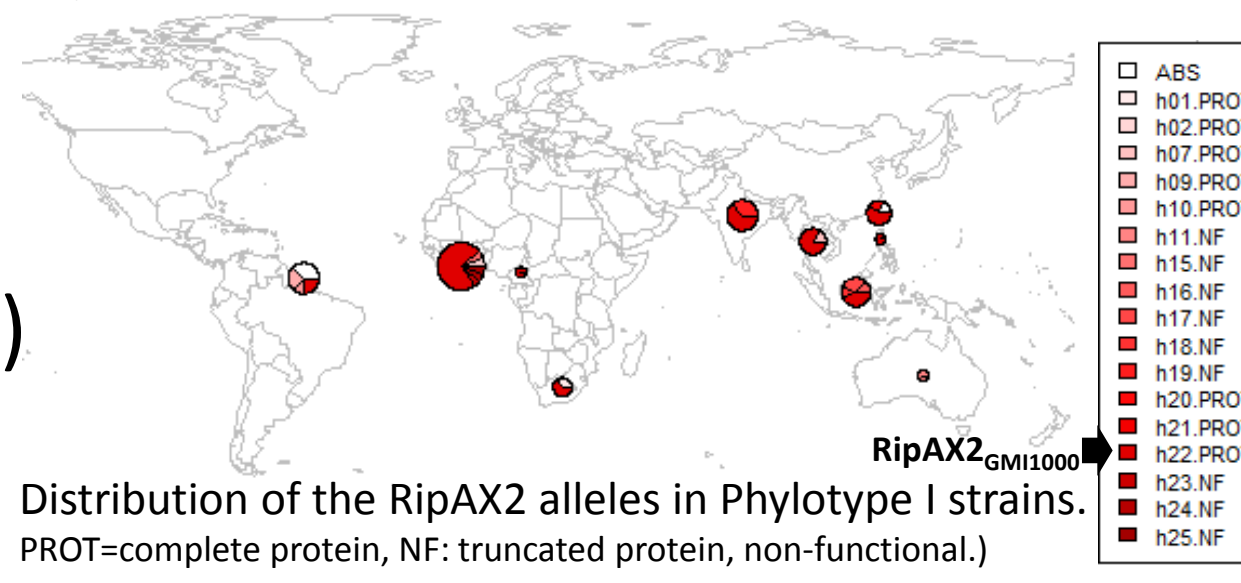 ABS
h01.PRO
h02.PRO
h07.PRO
h09.PRO
h10.PRO
h11.NF
h15.NF
h16.NF
h17.NF
h18.NF
h19.NF
h20.PRO
h21.PRO
h22.PRO
h23.NF
h24.NF
h25.NF
)
RipAX2GMI1000
Distribution of the RipAX2 alleles in Phylotype I strains.
PROT=complete protein, NF: truncated protein, non-functional.)